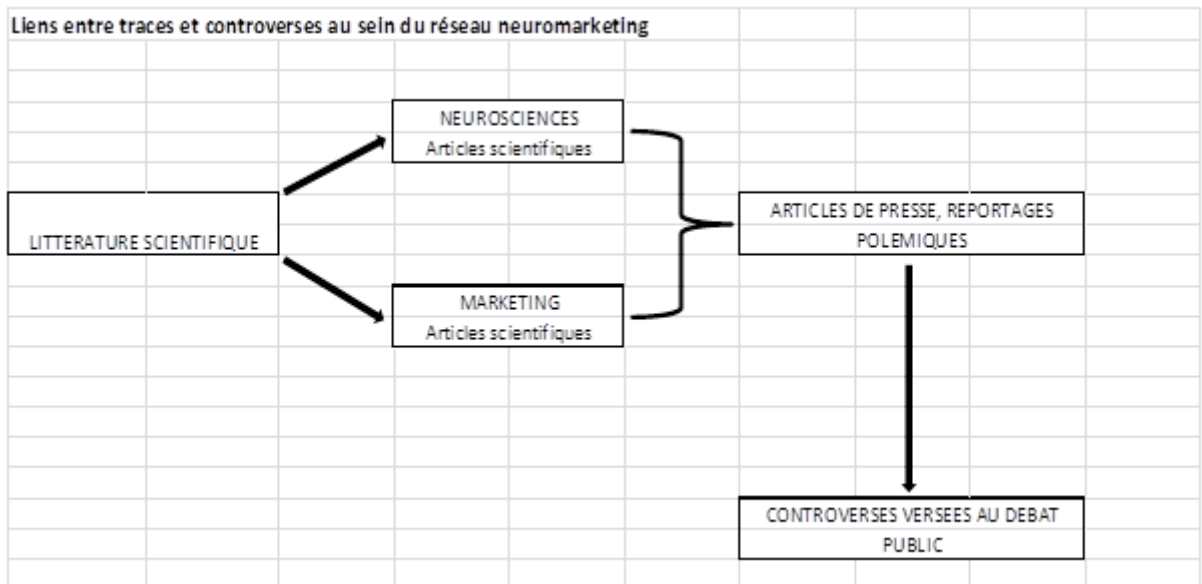 Liens entre traces et controverses au sein du réseau neuromarketing
NEUROSCIENCES
Articles scientifiques
LITTERATURE SCIENTIFIQUE
MARKETING
Articles scientifiques
ARTICLES DE PRESSE, REPORTAGES
POLEMIQUES
CONTROVERSES VERSEES AU DEBAT
PUBLIC